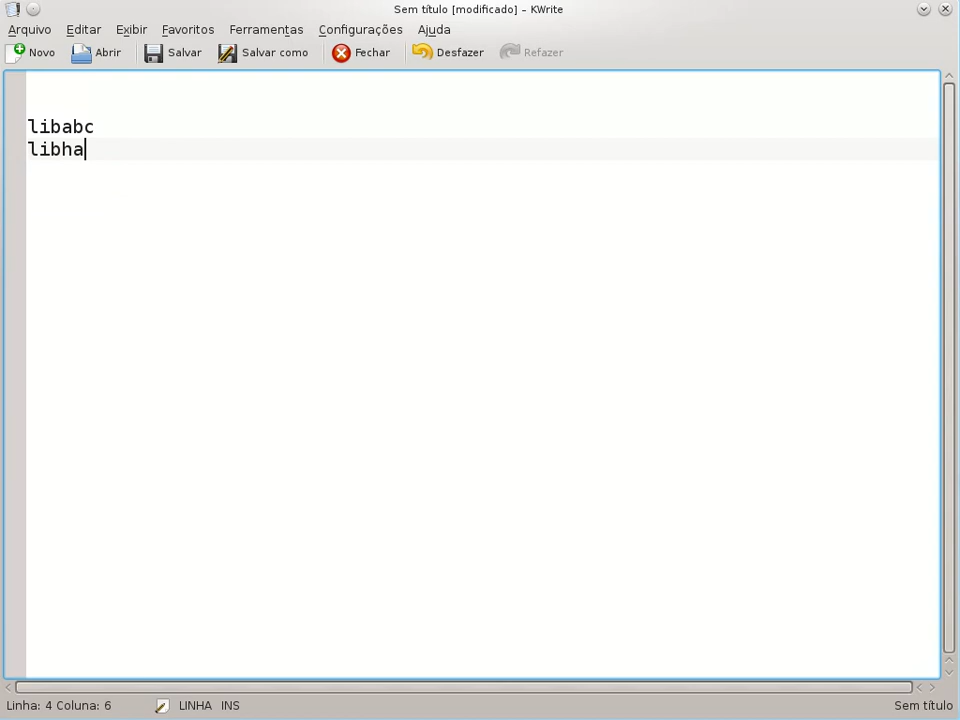 Sem título [modificado] – KWrite
Arquivo Editar Exibir Favoritos Ferramentas Configurações Ajuda
Novo Abrir Salvar Salvar como Fechar Desfazer Refazer
libabc
libha
Linha: 4 Coluna: 6 LINHA INS Sem título